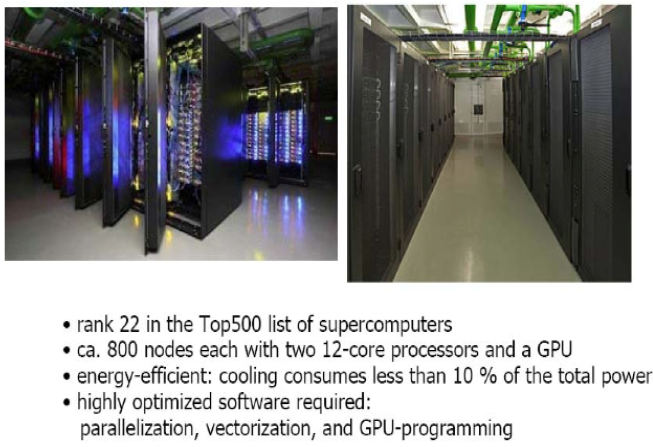 • rank 22 in the Top500 list of supercomputers
• ca. 800 nodes each with two 12-core processors and a GPU
• energy-efficient: cooling consumes less than 10 % of the total power
• highly optimized software required:
parallelization, vectorization, and GPU-programming